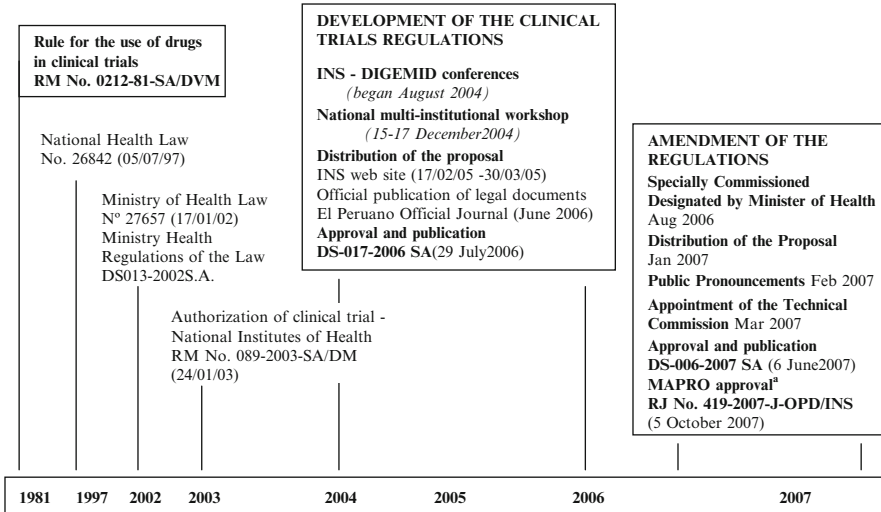 Rule for the use of drugs
in clinical trials
RM No. 0212-81-SA/DVM
National Health Law
No. 26842 (05/07/97)
Ministry of Health Law
Nº 27657 (17/01/02)
Ministry Health
Regulations of the Law
DS013-2002S.A.
Authorization of clinical trial -
National Institutes of Health
RM No. 089-2003-SA/DM
(24/01/03)
DEVELOPMENT OF THE CLINICAL
TRIALS REGULATIONS
INS - DIGEMID conferences
(began August 2004)
National multi-institutional workshop
(15-17 December2004)
Distribution of the proposal
INS web site (17/02/05 -30/03/05)
Official publication of legal documents
El Peruano Official Journal (June 2006)
Approval and publication
DS-017-2006 SA(29 July2006)
AMENDMENT OF THE
REGULATIONS
Specially Commissioned
Designated by Minister of Health
Aug 2006
Distribution of the Proposal
Jan 2007
Public Pronouncements Feb 2007
Appointment of the Technical
Commission Mar 2007
Approval and publication
DS-006-2007 SA (6 June2007)
MAPRO approvalª
RJ No. 419-2007-J-OPD/INS
(5 October 2007)
1981 1997 2002 2003 2004 2005 2006 2007